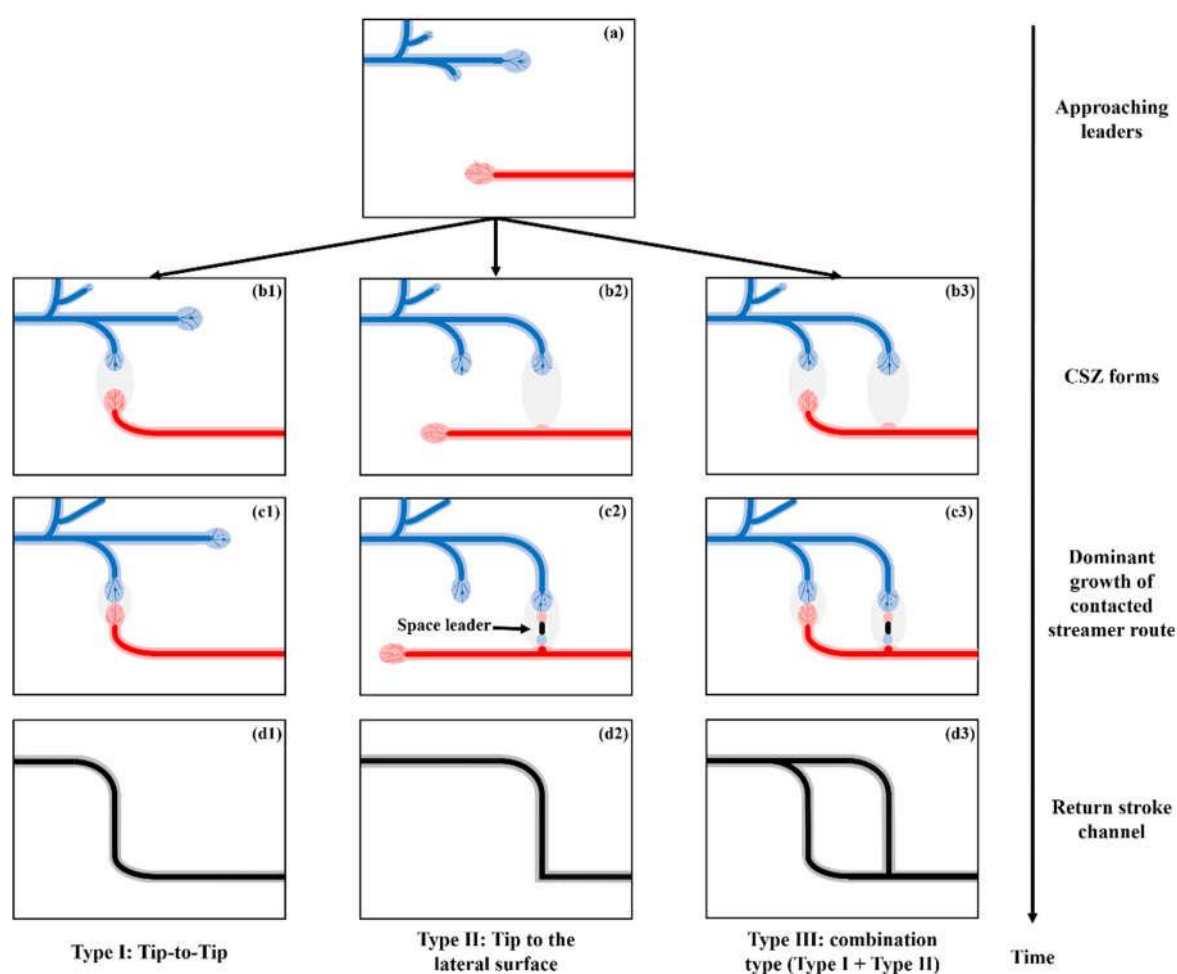 (a)
Approaching
leaders
(b1)
(b2)
(b3)
CSZ forms
(c1)
(c2)
(c3)
Space leader
Dominant
growth of
contacted
streamer route
(d1)
(d2)
(d3)
Return stroke
channel
Type I: Tip-to-Tip
Type II: Tip to the
lateral surface
Type III: combination
type (Type I + Type II)
Time